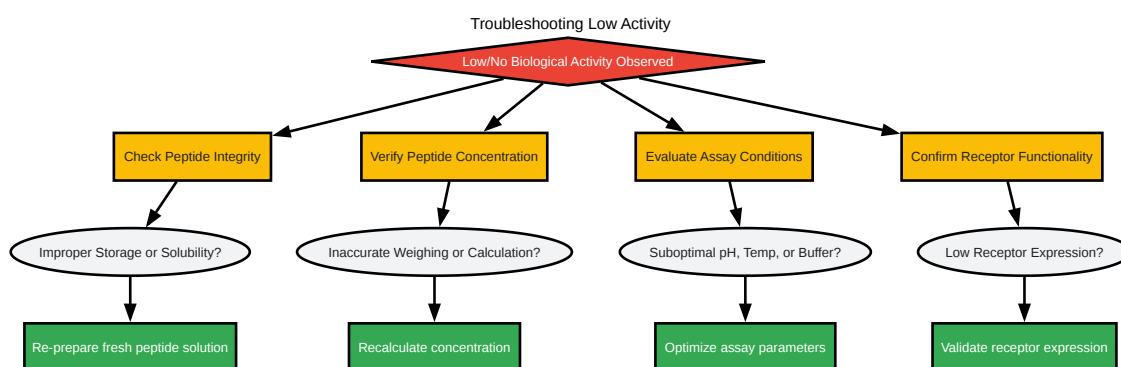 Troubleshooting Low Activity
Low/No Biological Activity Observed
Check Peptide Integrity
Verify Peptide Concentration
Evaluate Assay Conditions
Confirm Receptor Functionality
Improper Storage or Solubility?
Inaccurate Weighing or Calculation?
Suboptimal pH, Temp, or Buffer?
Low Receptor Expression?
Re-prepare fresh peptide solution
Recalculate concentration
Optimize assay parameters
Validate receptor expression